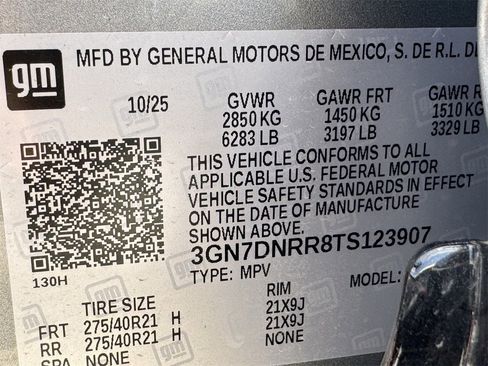 gm
MFD BY GENERAL MOTORS DE MEXICO, S. DE R.L. DE
10/25 GVWR GAWR FRT GAWR R
2850 KG 1450 KG 1510 KG
6283 LB 3197 LB 3329 LB
THIS VEHICLE CONFORMS TO ALL
APPLICABLE U.S. FEDERAL MOTOR
VEHICLE SAFETY STANDARDS IN EFFECT
ON THE DATE OF MANUFACTURE
SHOWN ABOVE.
3GN7DNRR8TS123907
130H TYPE: MPV MODEL:
TIRE SIZE RIM
FRT 275/40R21 H 21X9J
RR 275/40R21 H 21X9J
SPA NONE NONE